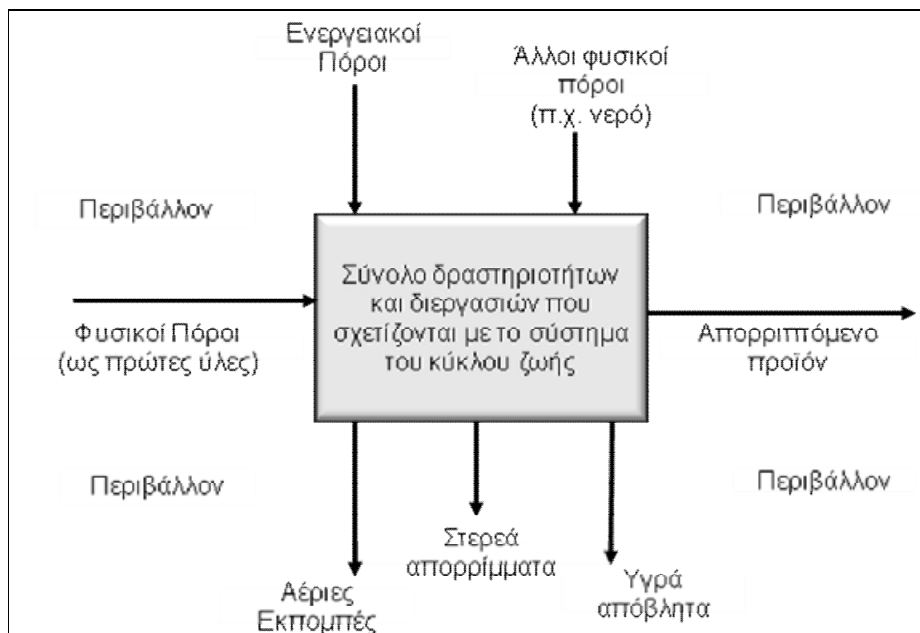 Ενεργειακοί
Πόροι
Άλλοι φυσικοί
πόροι
(π.χ. νερό)
Περιβάλλον
Περιβάλλον
Σύνολο δραστηριοτήτων
και διεργασιών που
σχετίζονται με το σύστημα
του κύκλου ζωής
Φυσικοί Πόροι
(ως πρώτες ύλες)
Απορριπτόμενο
προϊόν
Περιβάλλον
Περιβάλλον
Στερεά
απορρίμματα
Αέριες
Εκπομπές
Υγρά
απόβλητα